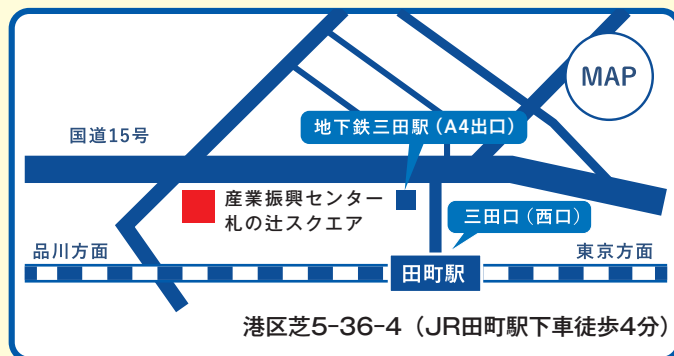 MAP
地下鉄三田駅（A4出口）
国道15号
産業振興センター
札の辻スクエア
三田口（西口）
品川方面
東京方面
田町駅
港区芝5-36-4（JR田町駅下車徒歩4分）